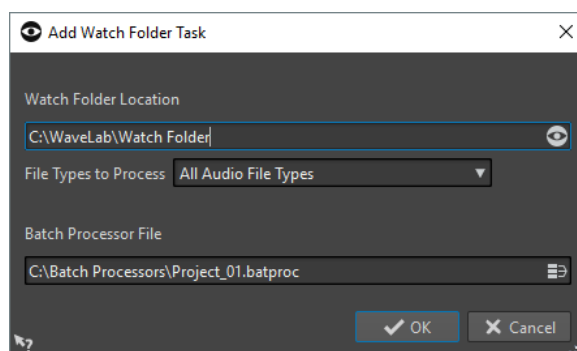 Add Watch Folder Task
Watch Folder Location
C:\WaveLab\Watch Folder
File Types to Process All Audio File Types
Batch Processor File
C:\Batch Processors\Project_01.batproc
OK Cancel
?